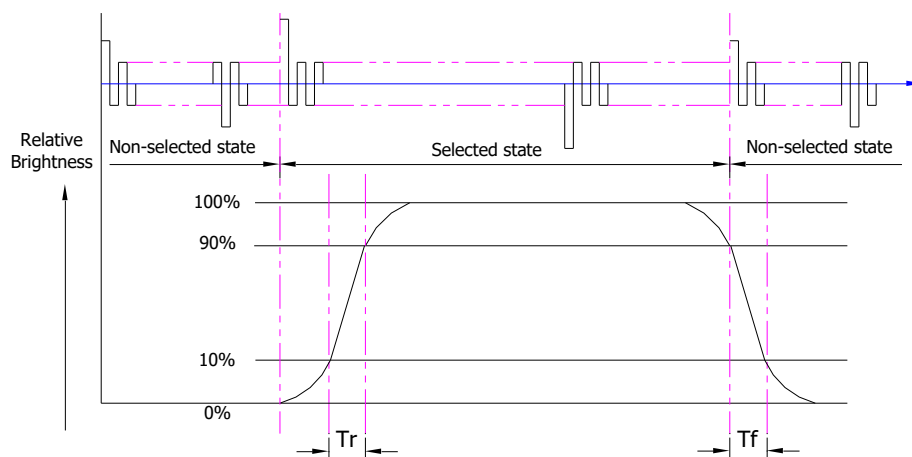 Relative
Brightness
Non-selected state
Selected state
Non-selected state
100%
90%
10%
0%
Tr
Tf